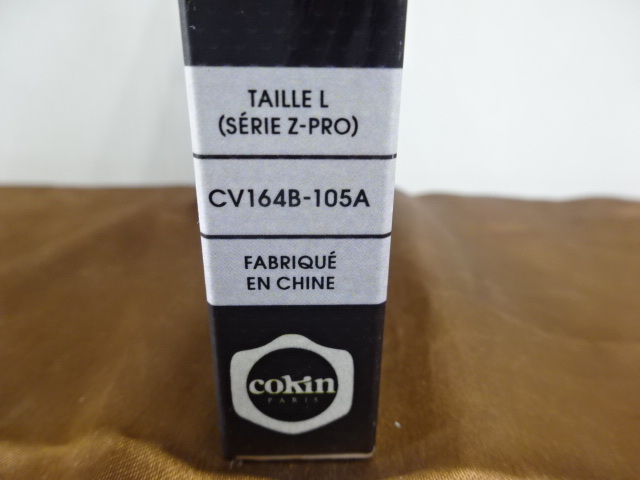 TAILLE L
(SÉRIE Z-PRO)
CV164B-105A
FABRIQUÉ
EN CHINE
cokin
PARIS